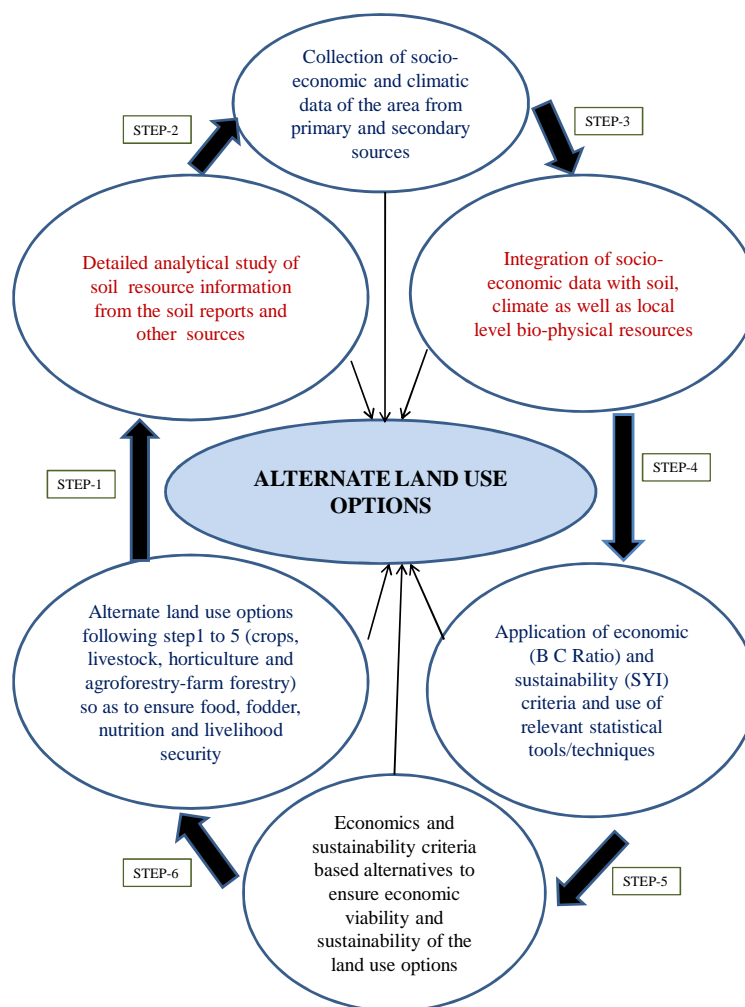 Collection of socio-
economic and climatic
data of the area from
primary and secondary
sources
STEP-2
STEP-3
Detailed analytical study of
soil resource information
from the soil reports and
other sources
Integration of socio-
economic data with soil,
climate as well as local
level bio-physical resources
ALTERNATE LAND USE
OPTIONS
STEP-1
STEP-4
Alternate land use options
following step1 to 5 (crops,
livestock, horticulture and
agroforestry-farm forestry)
so as to ensure food, fodder,
nutrition and livelihood
security
Application of economic
(B C Ratio) and
sustainability (SYI)
criteria and use of
relevant statistical
tools/techniques
Economics and
sustainability criteria
based alternatives to
ensure economic
viability and
sustainability of the
land use options
STEP-6
STEP-5